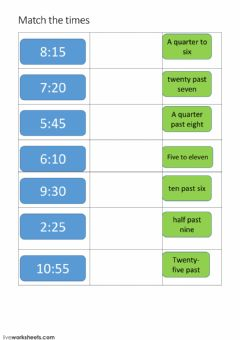 Match the times
8:15
A quarter to
six
7:20
twenty past
seven
5:45
A quarter
past eight
6:10
Five to eleven
9:30
ten past six
2:25
half past
nine
10:55
Twenty-
five past
liveworksheets.com